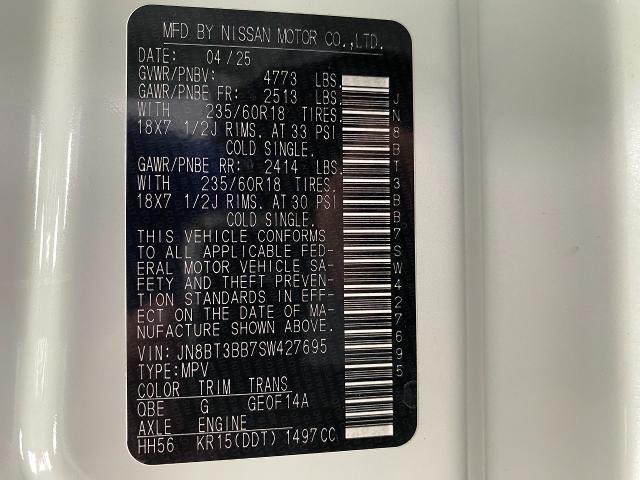 MFD BY NISSAN MOTOR CO.,LTD.
DATE: 04/25
GVWR/PNBV: 4773 LBS.
GAWR/PNBE FR: 2513 LBS.
WITH 235/60R18 TIRES.
18X7 1/2J RIMS. AT 33 PSI
COLD SINGLE.
GAWR/PNBE RR: 2414 LBS.
WITH 235/60R18 TIRES.
18X7 1/2J RIMS. AT 30 PSI
COLD SINGLE.
THIS VEHICLE CONFORMS
TO ALL APPLICABLE FED-
ERAL MOTOR VEHICLE SA-
FETY AND THEFT PREVEN-
TION STANDARDS IN EFF-
ECT ON THE DATE OF MA-
NUFACTURE SHOWN ABOVE.
VIN: JN8BT3BB7SW427695
TYPE:MPV
COLOR TRIM TRANS
QBE G GE0F14A
AXLE ENGINE
HH56 KR15(DDT) 1497CC
JN8BT3BB7SW427695